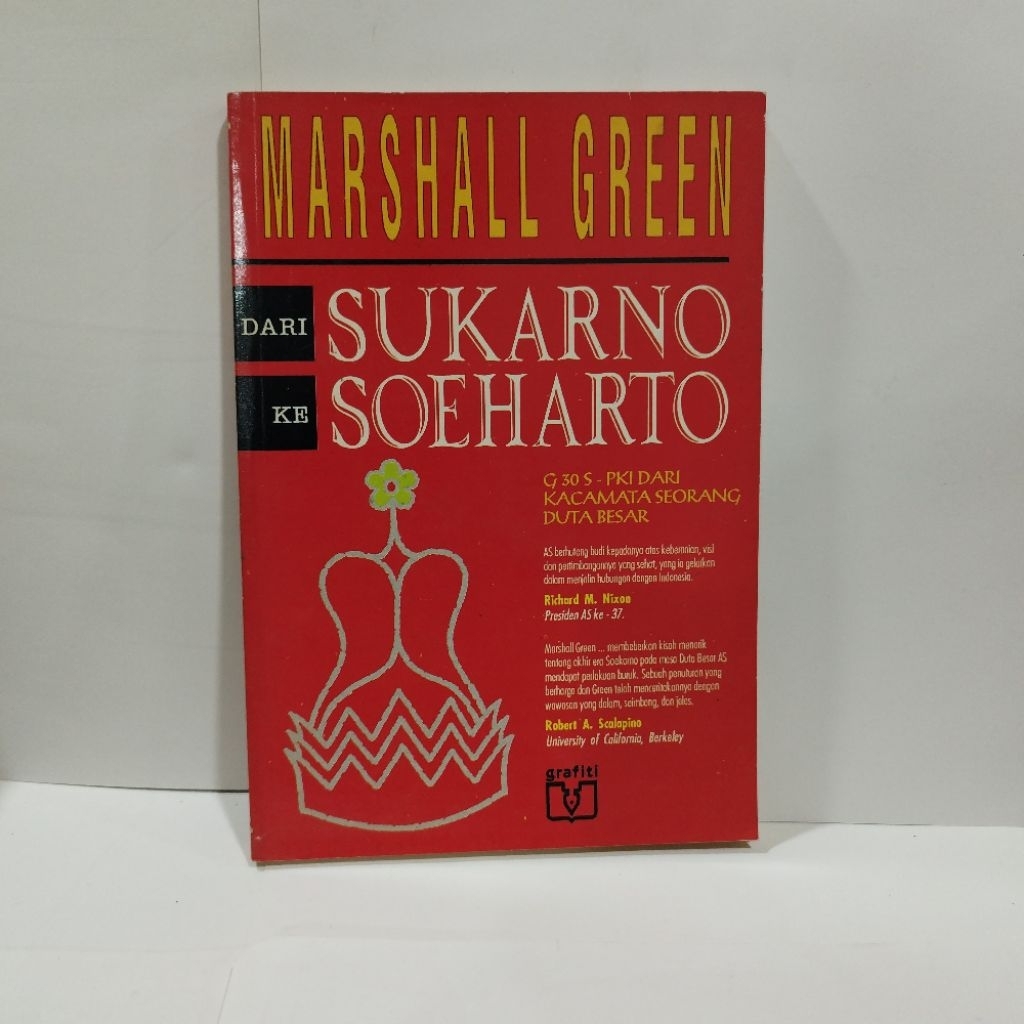 MARSHALL GREEN
DARI SUKARNO
KE SOEHARTO
G 30 S - PKI DARI
KACAMATA SEORANG
DUTA BESAR
AS berhutang budi kepadanya atas keberanian, visi
dan pertimbangannya yang sehat, yang ia gelarkan
dalam menjalin hubungan dengan Indonesia.
Richard M. Nixon
Presiden AS ke - 37.
Marshall Green ... membeberkan kisah menarik
tentang akhir era Soekarno pada masa Duta Besar AS
mendapat perlakuan buruk. Sebuah penuturan yang
berharga dan Green telah menceritakannya dengan
wawasan yang dalam, seimbang, dan jelas.
Robert A. Scalapino
University of California, Berkeley
grafiti